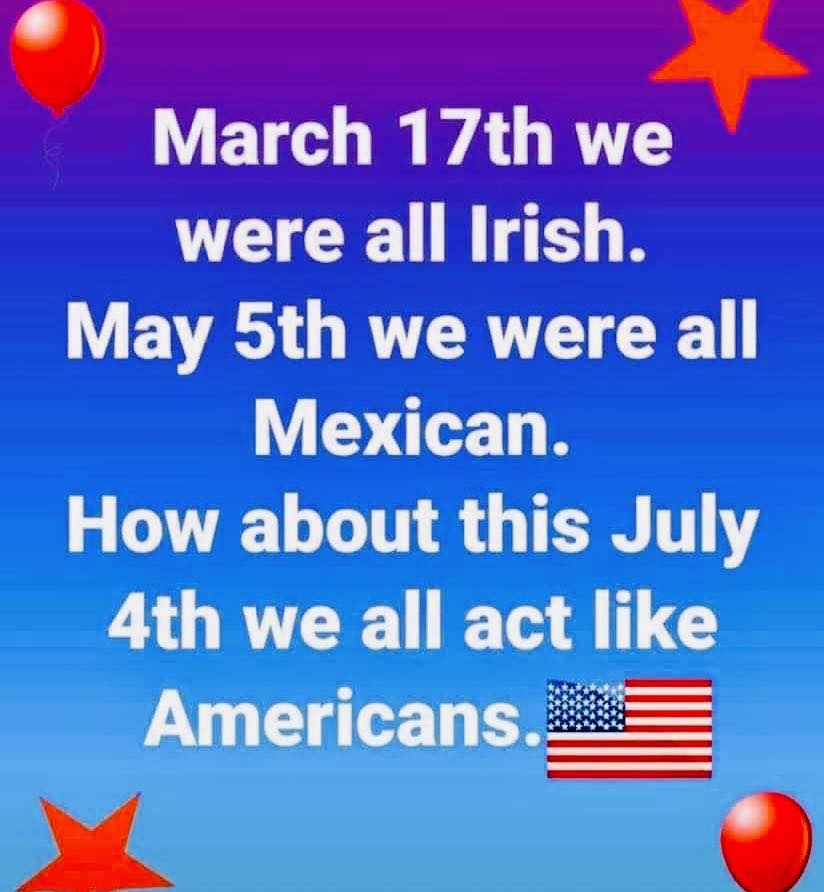 March 17th we
were all Irish.
May 5th we were all
Mexican.
How about this July
4th we all act like
Americans.